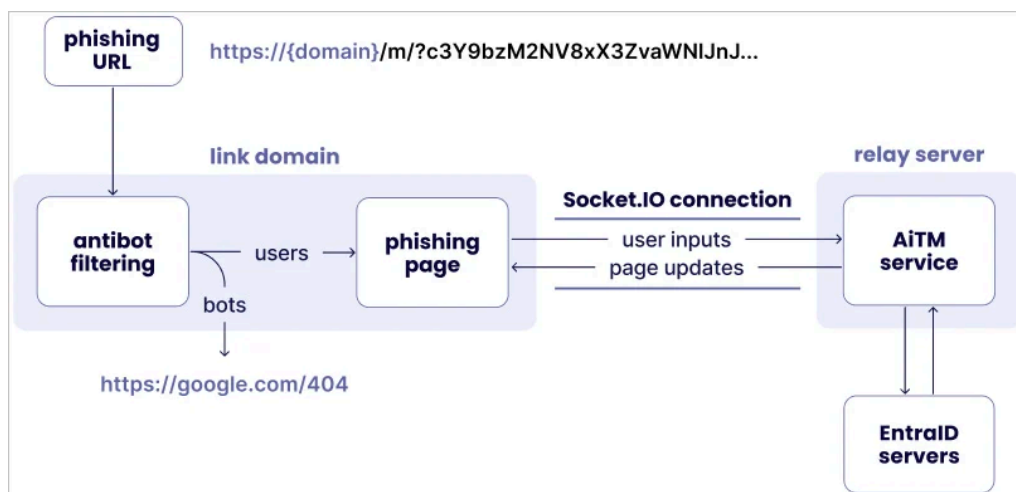 phishing
URL
https://{domain}/m/?c3Y9bzM2NV8xX3ZvaWNlJnJ...
link domain
relay server
antibot
filtering
users
bots
phishing
page
Socket.IO connection
user inputs
page updates
AiTM
service
https://google.com/404
EntraID
servers